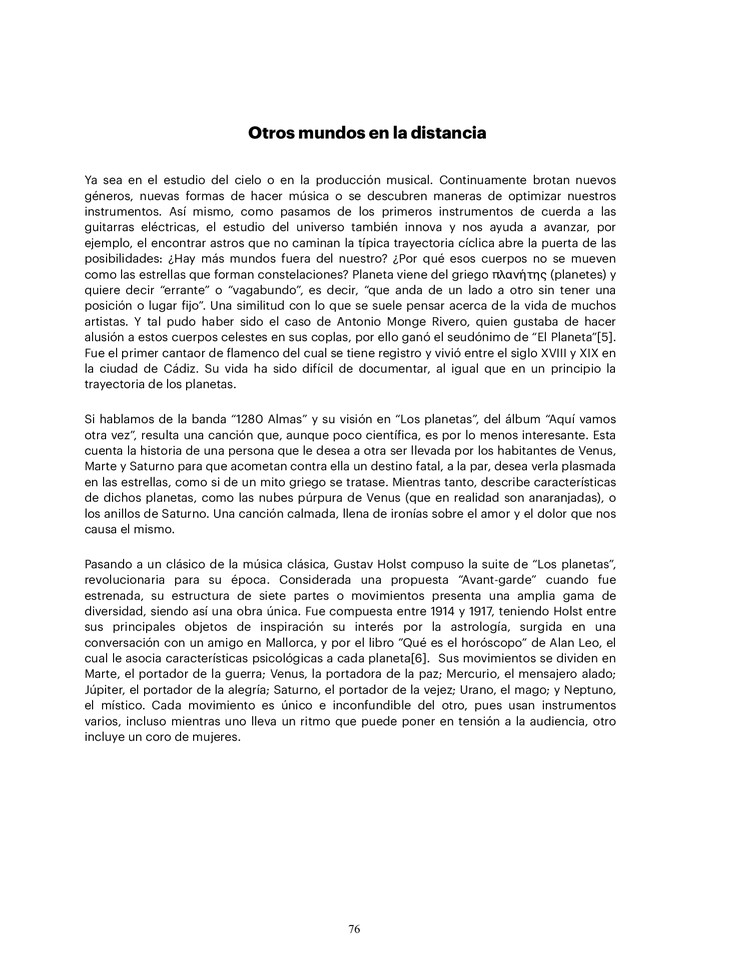 Otros mundos en la distancia
Ya sea en el estudio del cielo o en la producción musical. Continuamente brotan nuevos
géneros, nuevas formas de hacer música o se descubren maneras de optimizar nuestros
instrumentos. Así mismo, como pasamos de los primeros instrumentos de cuerda a las
guitarras eléctricas, el estudio del universo también innova y nos ayuda a avanzar, por
ejemplo, el encontrar astros que no caminan la típica trayectoria cíclica abre la puerta de las
posibilidades: ¿Hay más mundos fuera del nuestro? ¿Por qué esos cuerpos no se mueven
como las estrellas que forman constelaciones? Planeta viene del griego πλανήτης (planetes) y
quiere decir “errante” o “vagabundo”, es decir, “que anda de un lado a otro sin tener una
posición o lugar fijo”. Una similitud con lo que se suele pensar acerca de la vida de muchos
artistas. Y tal pudo haber sido el caso de Antonio Monge Rivero, quien gustaba de hacer
alusión a estos cuerpos celestes en sus coplas, por ello ganó el seudónimo de “El Planeta”[5].
Fue el primer cantaor de flamenco del cual se tiene registro y vivió entre el siglo XVIII y XIX en
la ciudad de Cádiz. Su vida ha sido difícil de documentar, al igual que en un principio la
trayectoria de los planetas.
Si hablamos de la banda “1280 Almas” y su visión en “Los planetas”, del álbum “Aquí vamos
otra vez”, resulta una canción que, aunque poco científica, es por lo menos interesante. Esta
cuenta la historia de una persona que le desea a otra ser llevada por los habitantes de Venus,
Marte y Saturno para que acometan contra ella un destino fatal, a la par, desea verla plasmada
en las estrellas, como si de un mito griego se tratase. Mientras tanto, describe características
de dichos planetas, como las nubes púrpura de Venus (que en realidad son anaranjadas), o
los anillos de Saturno. Una canción calmada, llena de ironías sobre el amor y el dolor que nos
causa el mismo.
Pasando a un clásico de la música clásica, Gustav Holst compuso la suite de “Los planetas”,
revolucionaria para su época. Considerada una propuesta “Avant-garde” cuando fue
estrenada, su estructura de siete partes o movimientos presenta una amplia gama de
diversidad, siendo así una obra única. Fue compuesta entre 1914 y 1917, teniendo Holst entre
sus principales objetos de inspiración su interés por la astrología, surgida en una
conversación con un amigo en Mallorca, y por el libro “Qué es el horóscopo” de Alan Leo, el
cual le asocia características psicológicas a cada planeta[6]. Sus movimientos se dividen en
Marte, el portador de la guerra; Venus, la portadora de la paz; Mercurio, el mensajero alado;
Júpiter, el portador de la alegría; Saturno, el portador de la vejez; Urano, el mago; y Neptuno,
el místico. Cada movimiento es único e inconfundible del otro, pues usan instrumentos
varios, incluso mientras uno lleva un ritmo que puede poner en tensión a la audiencia, otro
incluye un coro de mujeres.
76